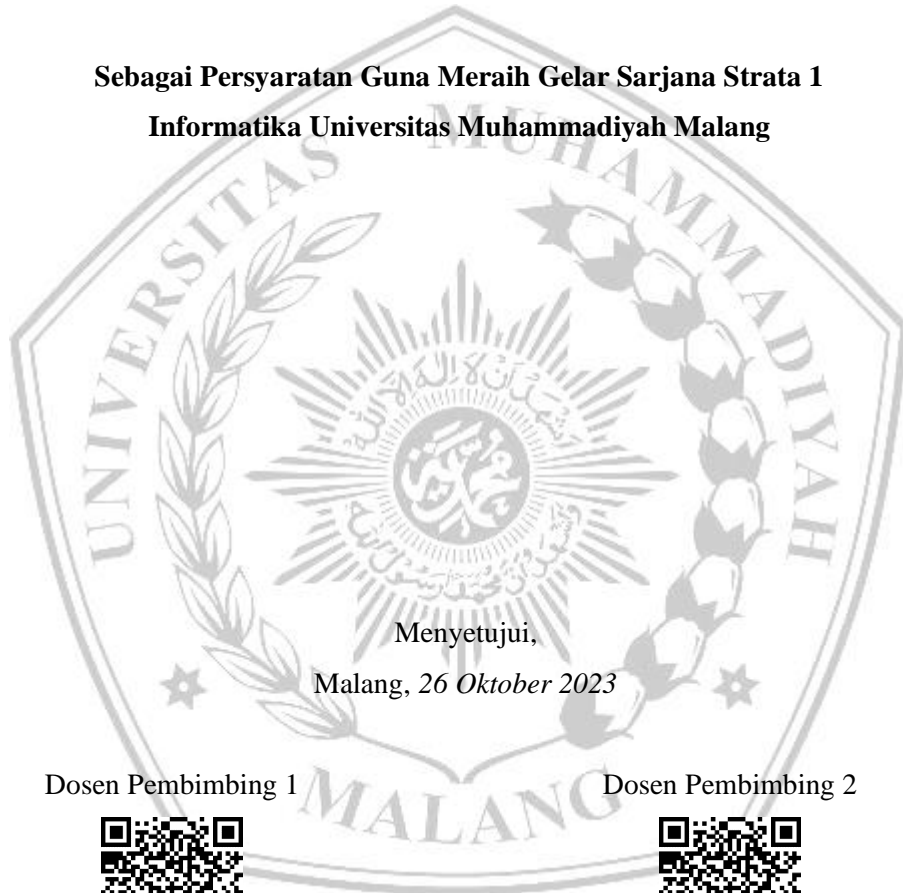 Sebagai Persyaratan Guna Meraih Gelar Sarjana Strata 1
Informatika Universitas Muhammadiyah Malang
UNIVERSITAS MUHAMMADIYAH
Menyetujui,
Malang, 26 Oktober 2023
Dosen Pembimbing 1
Dosen Pembimbing 2
MALANG